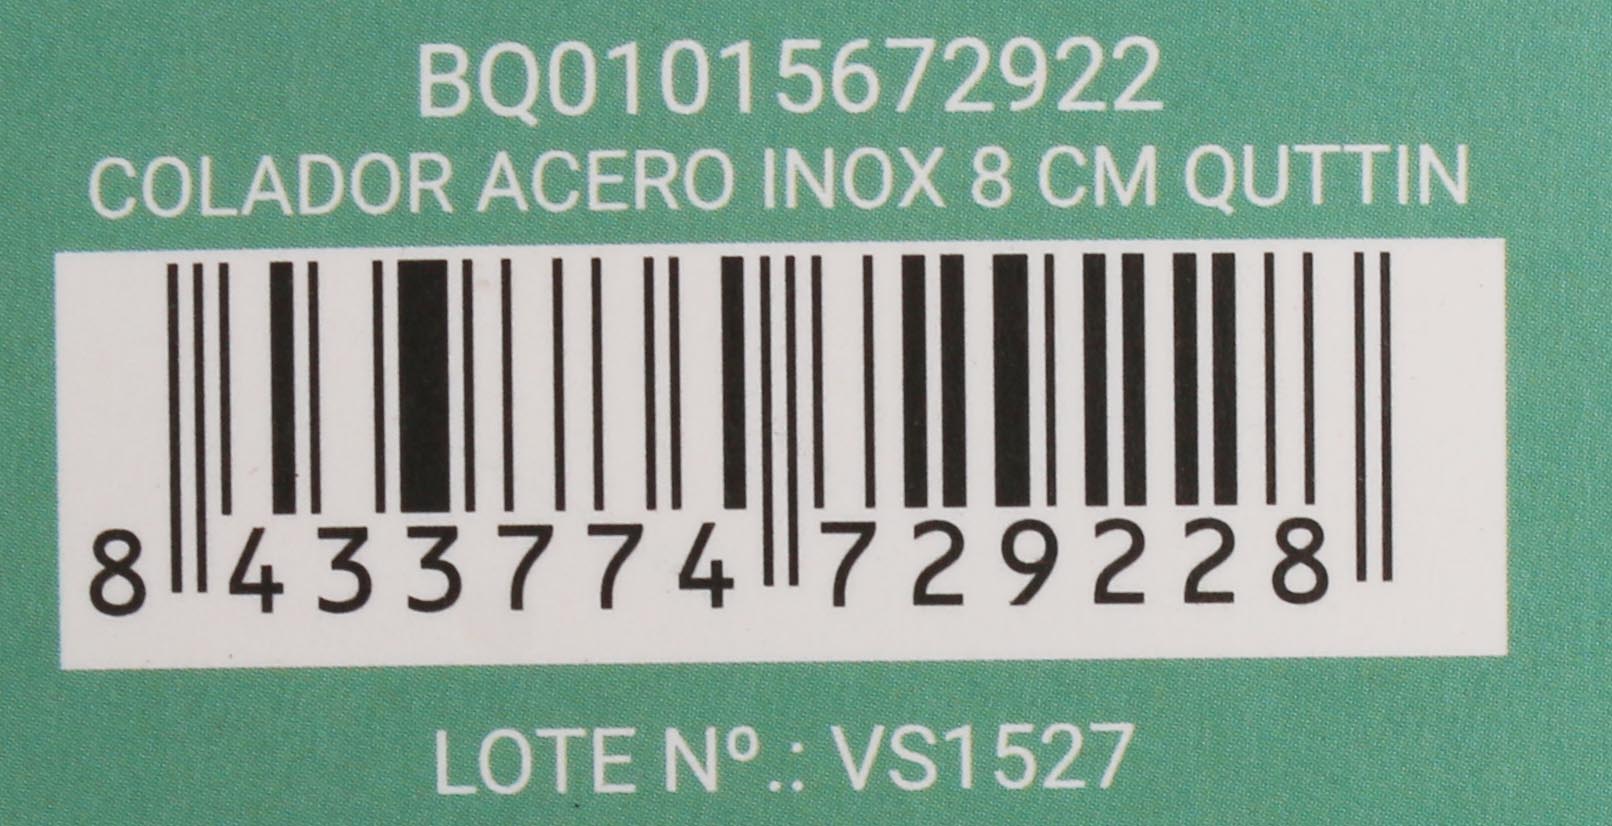 BQ01015672922
COLADOR ACERO INOX 8 CM QUTTIN
8 433774 729228
LOTE Nº.: VS1527